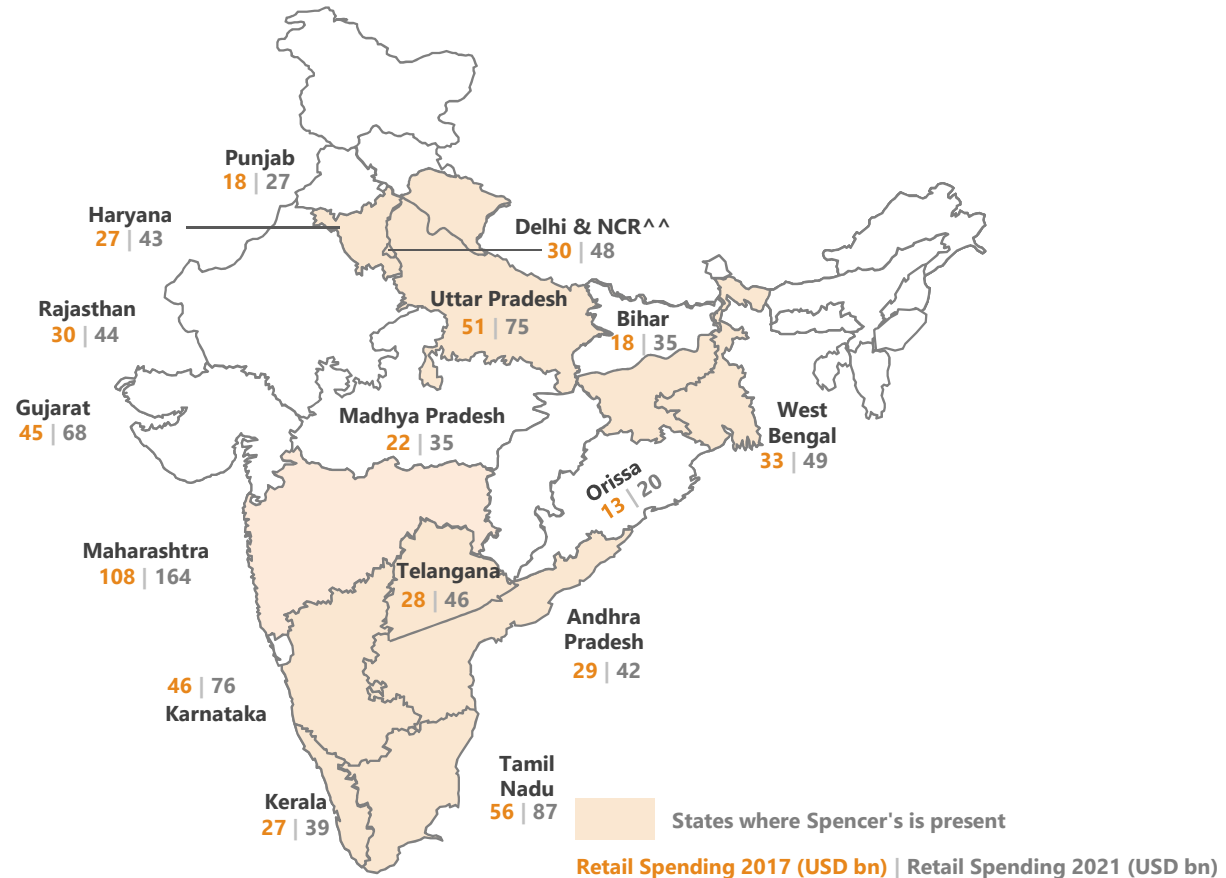 Punjab
18 | 27
Haryana
27 | 43
Delhi & NCR^^
30 | 48
Rajasthan
30 | 44
Uttar Pradesh
51 | 75
Bihar
18 | 35
Gujarat
45 | 68
Madhya Pradesh
22 | 35
West
Bengal
33 | 49
Orissa
13 | 20
Maharashtra
108 | 164
Telangana
28 | 46
Andhra
Pradesh
29 | 42
46 | 76
Karnataka
Tamil
Nadu
56 | 87
Kerala
27 | 39
States where Spencer's is present
Retail Spending 2017 (USD bn) | Retail Spending 2021 (USD bn)